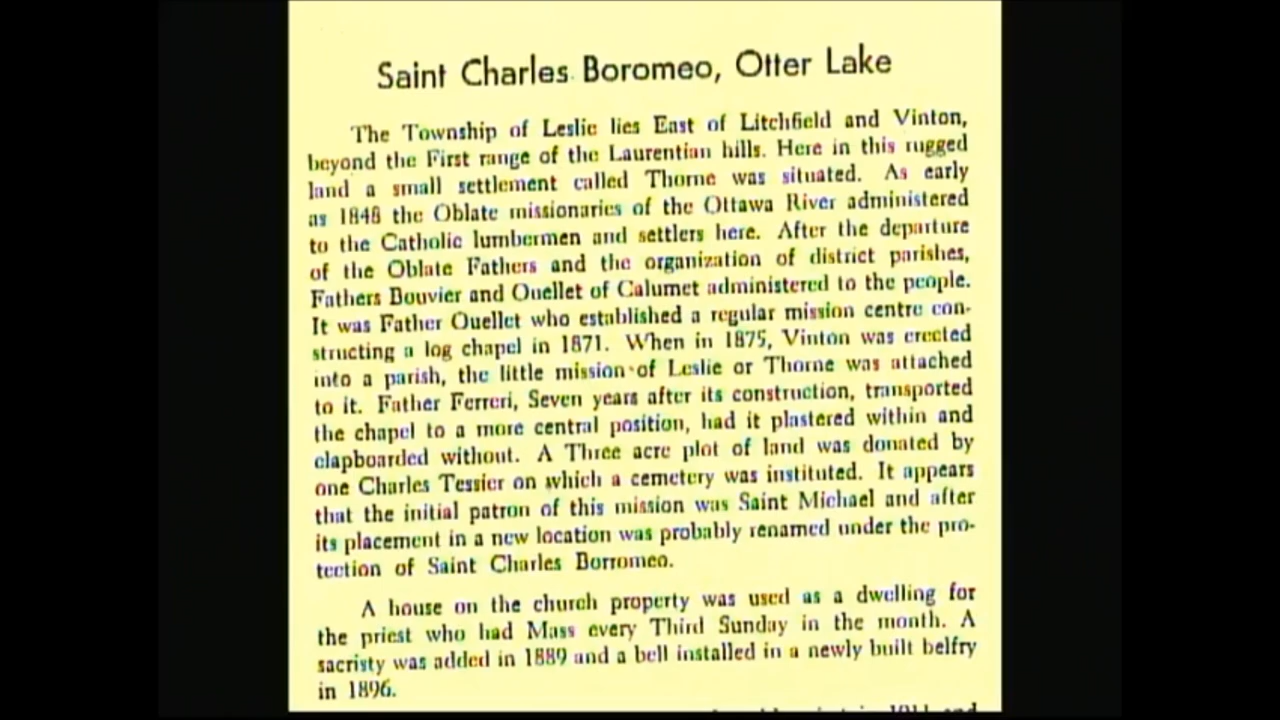 Saint Charles Boromeo, Otter Lake
The Township of Leslie lies East of Litchfield and Vinton,
beyond the First range of the Laurentian hills. Here in this rugged
land a small settlement called Thorne was situated. As early
as 1848 the Oblate missionaries of the Ottawa River administered
to the Catholic lumbermen and settlers here. After the departure
of the Oblate Fathers and the organization of district parishes,
Fathers Bouvier and Ouellet of Calumet administered to the people.
It was Father Ouellet who established a regular mission centre con-
structing a log chapel in 1871. When in 1875, Vinton was erected
into a parish, the little mission of Leslie or Thorne was attached
to it. Father Ferreri, Seven years after its construction, transported
the chapel to a more central position, had it plastered within and
clapboarded without. A Three acre plot of land was donated by
one Charles Tessier on which a cemetery was instituted. It appears
that the initial patron of this mission was Saint Michael and after
its placement in a new location was probably renamed under the pro-
tection of Saint Charles Borromeo.
A house on the church property was used as a dwelling for
the priest who had Mass every Third Sunday in the month. A
sacristy was added in 1889 and a bell installed in a newly built belfry
in 1896.